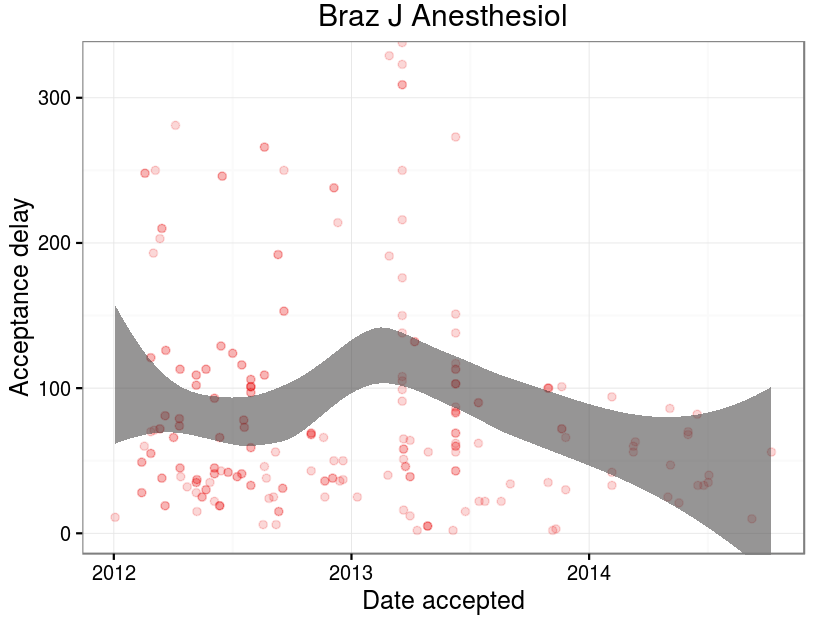 Braz J Anesthesiol
300
200
100
0
Acceptance delay
2012 2013 2014
Date accepted